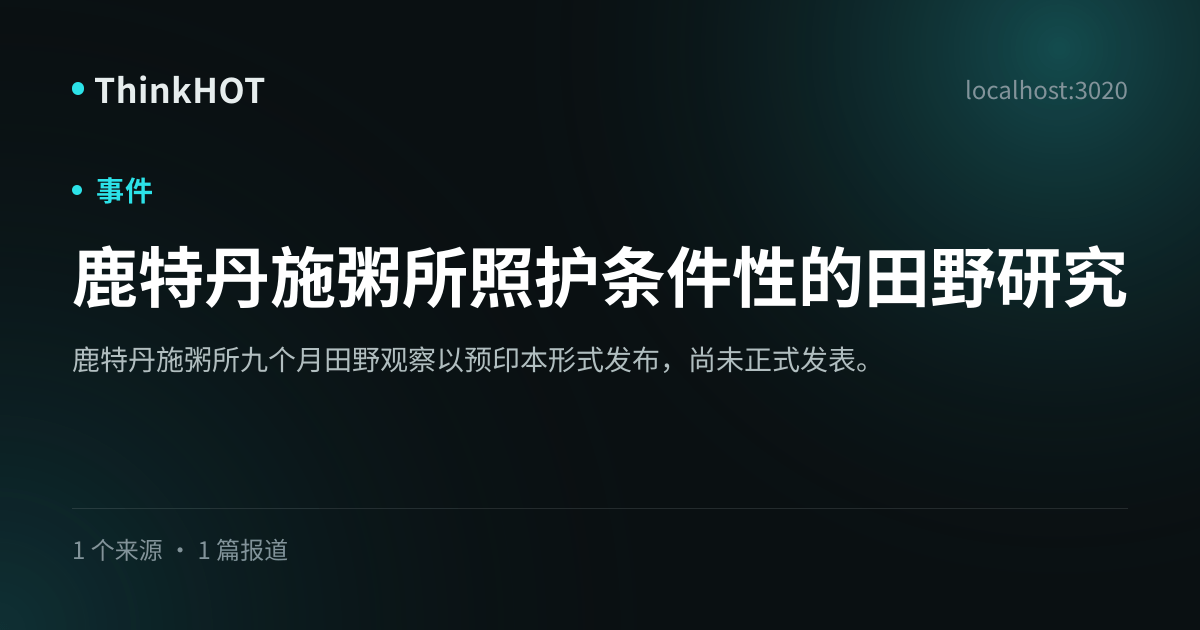 ThinkHOT
localhost:3020
事件
鹿特丹施粥所照护条件性的田野研究
鹿特丹施粥所九个月田野观察以预印本形式发布，尚未正式发表。
1 个来源 · 1 篇报道